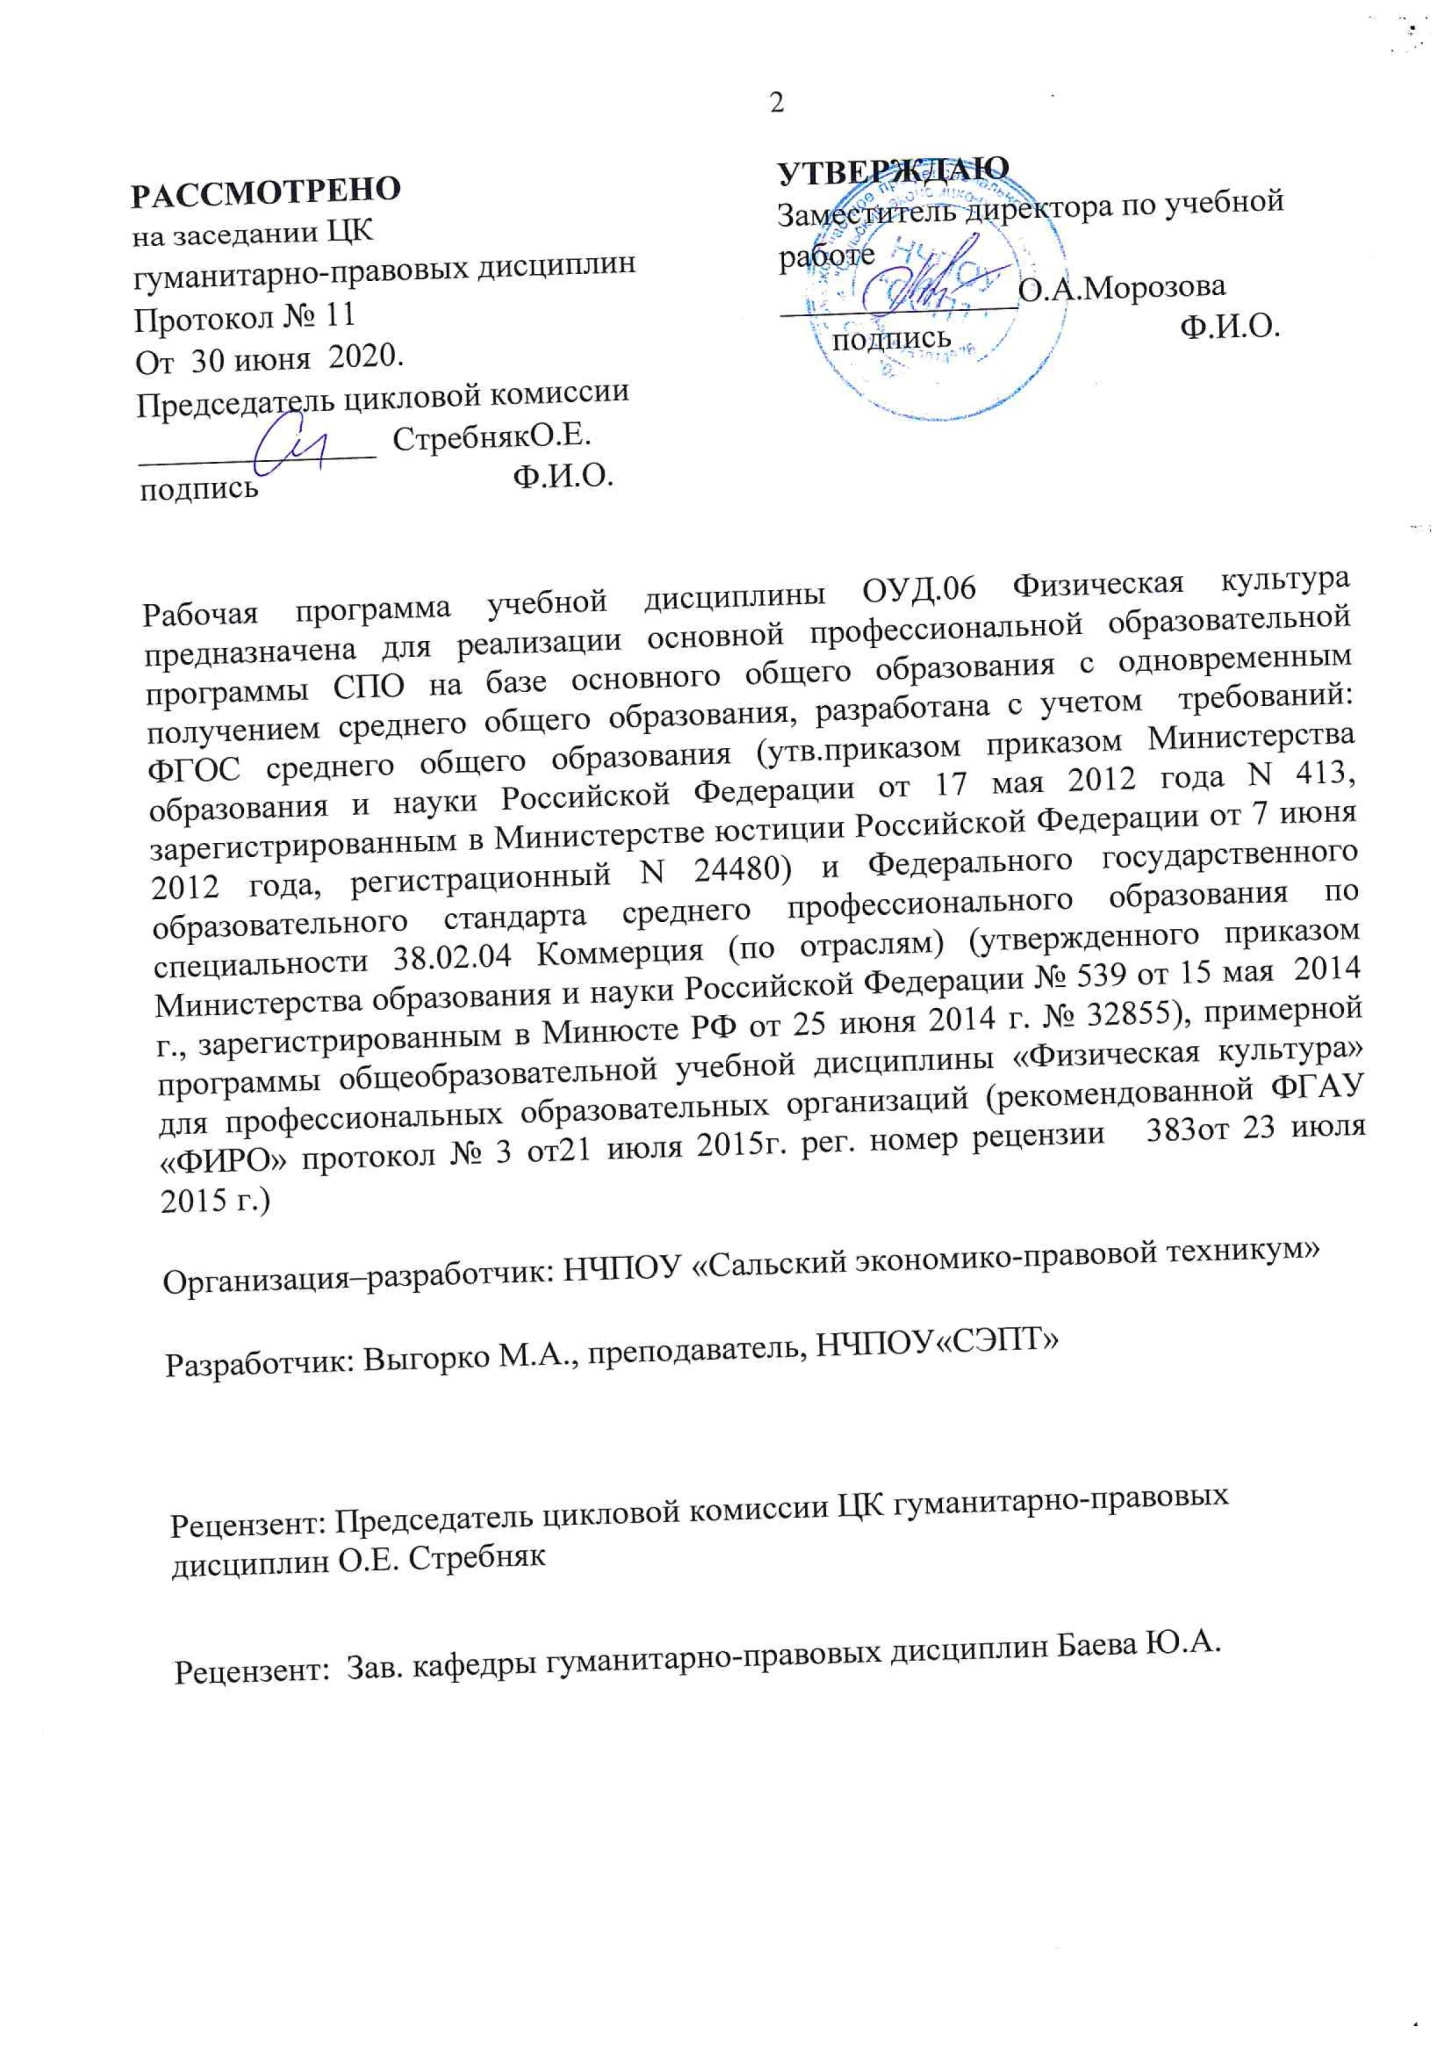 2
РАССМОТРЕНО
на заседании ЦК
гуманитарно-правовых дисциплин
Протокол № 11
От 30 июня 2020.
Председатель цикловой комиссии
СтребнякО.Е.
подпись Ф.И.О.
УТВЕРЖДАЮ
Заместитель директора по учебной
работе
О.А.Морозова
подпись Ф.И.О.
НЧПОУ
Рабочая программа учебной дисциплины ОУД.06 Физическая культура
предназначена для реализации основной профессиональной образовательной
программы СПО на базе основного общего образования с одновременным
получением среднего общего образования, разработана с учетом требований:
ФГОС среднего общего образования (утв.приказом приказом Министерства
образования и науки Российской Федерации от 17 мая 2012 года N 413,
зарегистрированным в Министерстве юстиции Российской Федерации от 7 июня
2012 года, регистрационный N 24480) и Федерального государственного
образовательного стандарта среднего профессионального образования по
специальности 38.02.04 Коммерция (по отраслям) (утвержденного приказом
Министерства образования и науки Российской Федерации № 539 от 15 мая 2014
г., зарегистрированным в Минюсте РФ от 25 июня 2014 г. № 32855), примерной
программы общеобразовательной учебной дисциплины «Физическая культура»
для профессиональных образовательных организаций (рекомендованной ФГАУ
«ФИРО» протокол № 3 от21 июля 2015г. рег. номер рецензии 383от 23 июля
2015 г.)
Организация–разработчик: НЧПОУ «Сальский экономико-правовой техникум»
Разработчик: Выгорко М.А., преподаватель, НЧПОУ«СЭПТ»
Рецензент: Председатель цикловой комиссии ЦК гуманитарно-правовых
дисциплин О.Е. Стребняк
Рецензент: Зав. кафедры гуманитарно-правовых дисциплин Баева Ю.А.